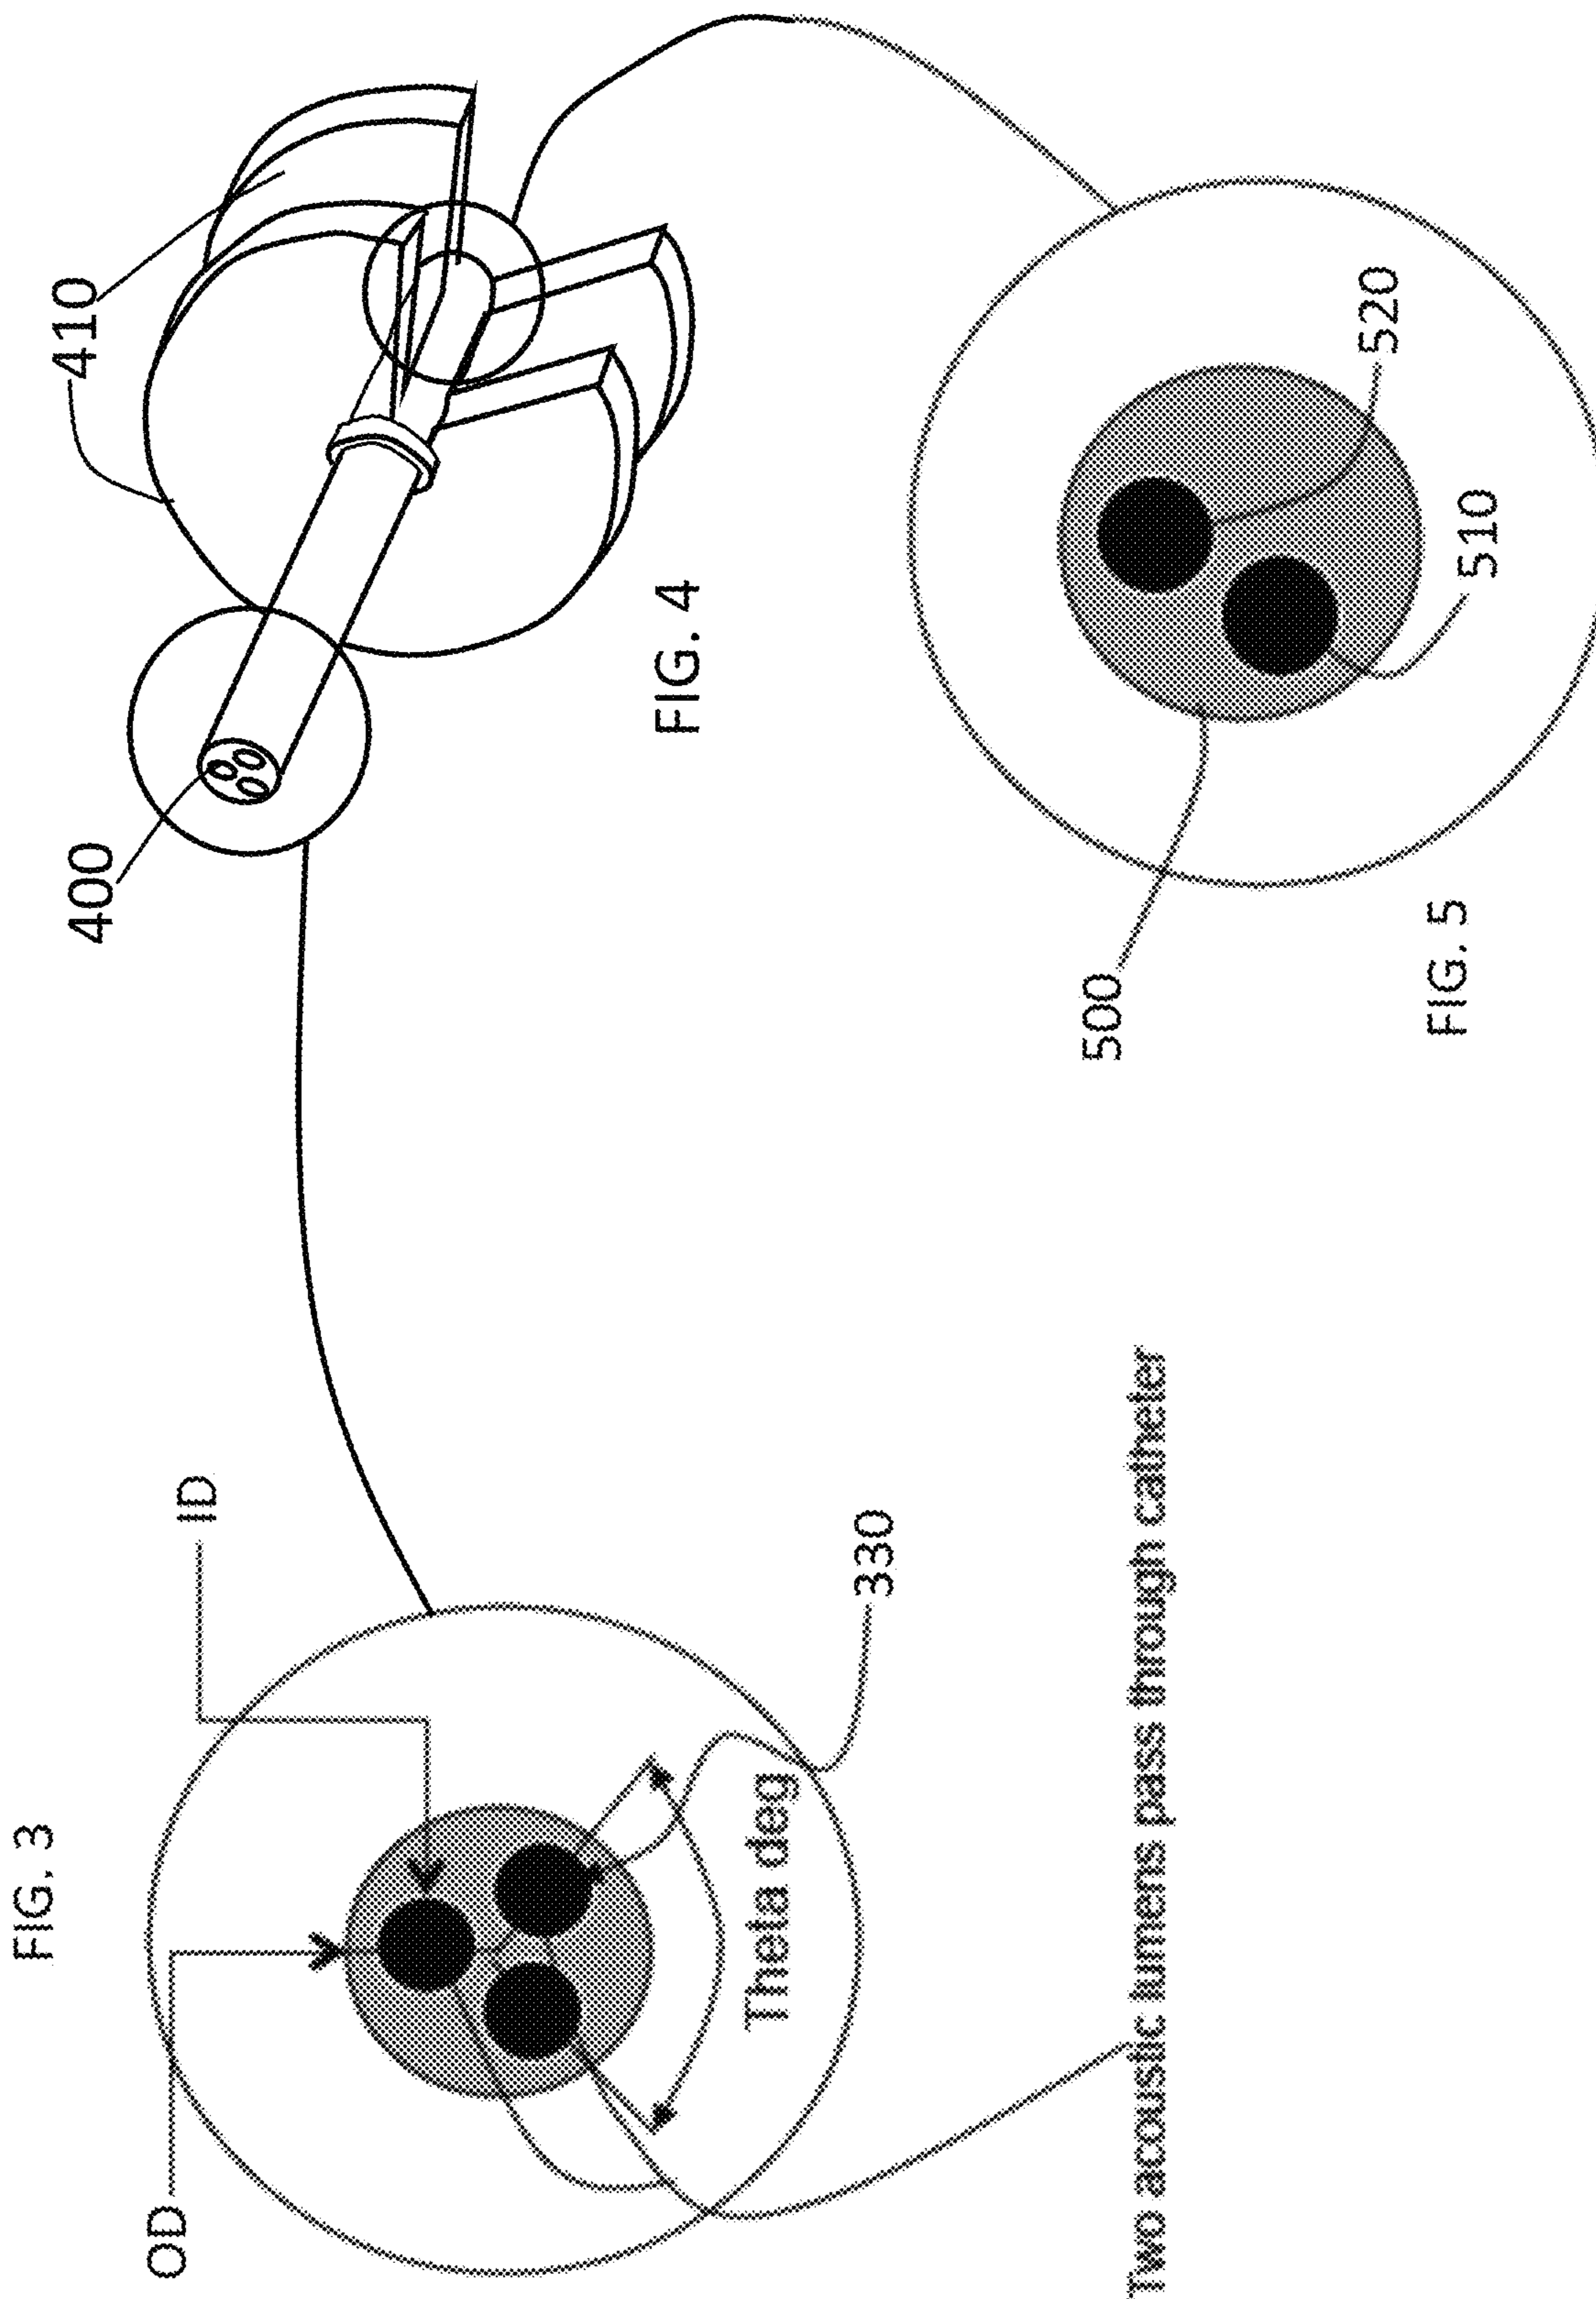 FIG. 3
OD
ID
Theta deg
330
Two acoustic lumens pass through catheter
400
410
FIG. 4
500
520
510
FIG. 5